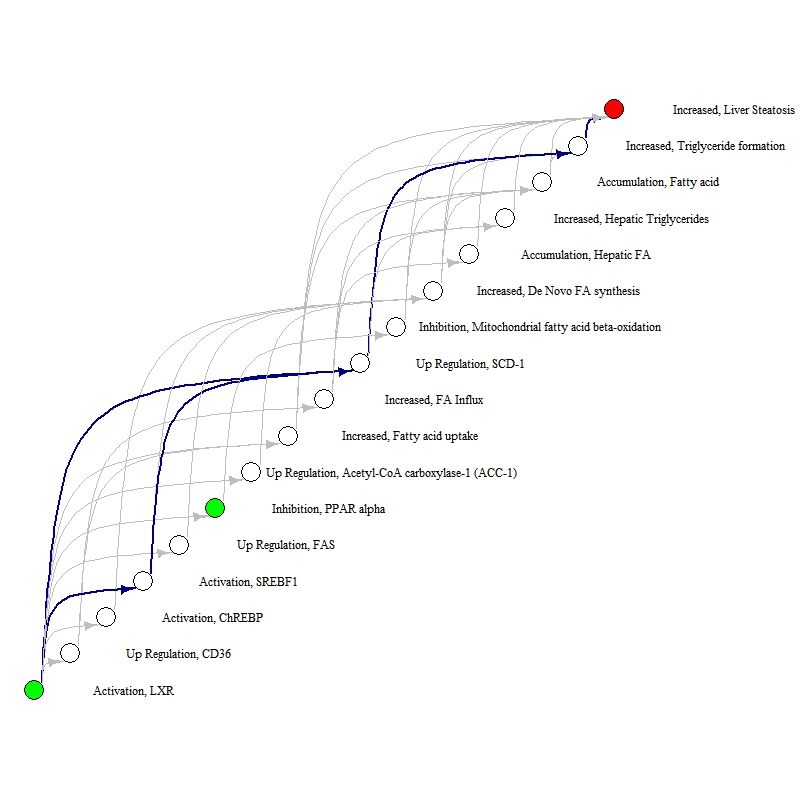 Increased, Liver Steatosis
Increased, Triglyceride formation
Accumulation, Fatty acid
Increased, Hepatic Triglycerides
Accumulation, Hepatic FA
Increased, De Novo FA synthesis
Inhibition, Mitochondrial fatty acid beta-oxidation
Up Regulation, SCD-1
Increased, FA Influx
Increased, Fatty acid uptake
Up Regulation, Acetyl-CoA carboxylase-1 (ACC-1)
Inhibition, PPAR alpha
Up Regulation, FAS
Activation, SREBF1
Activation, ChREBP
Up Regulation, CD36
Activation, LXR